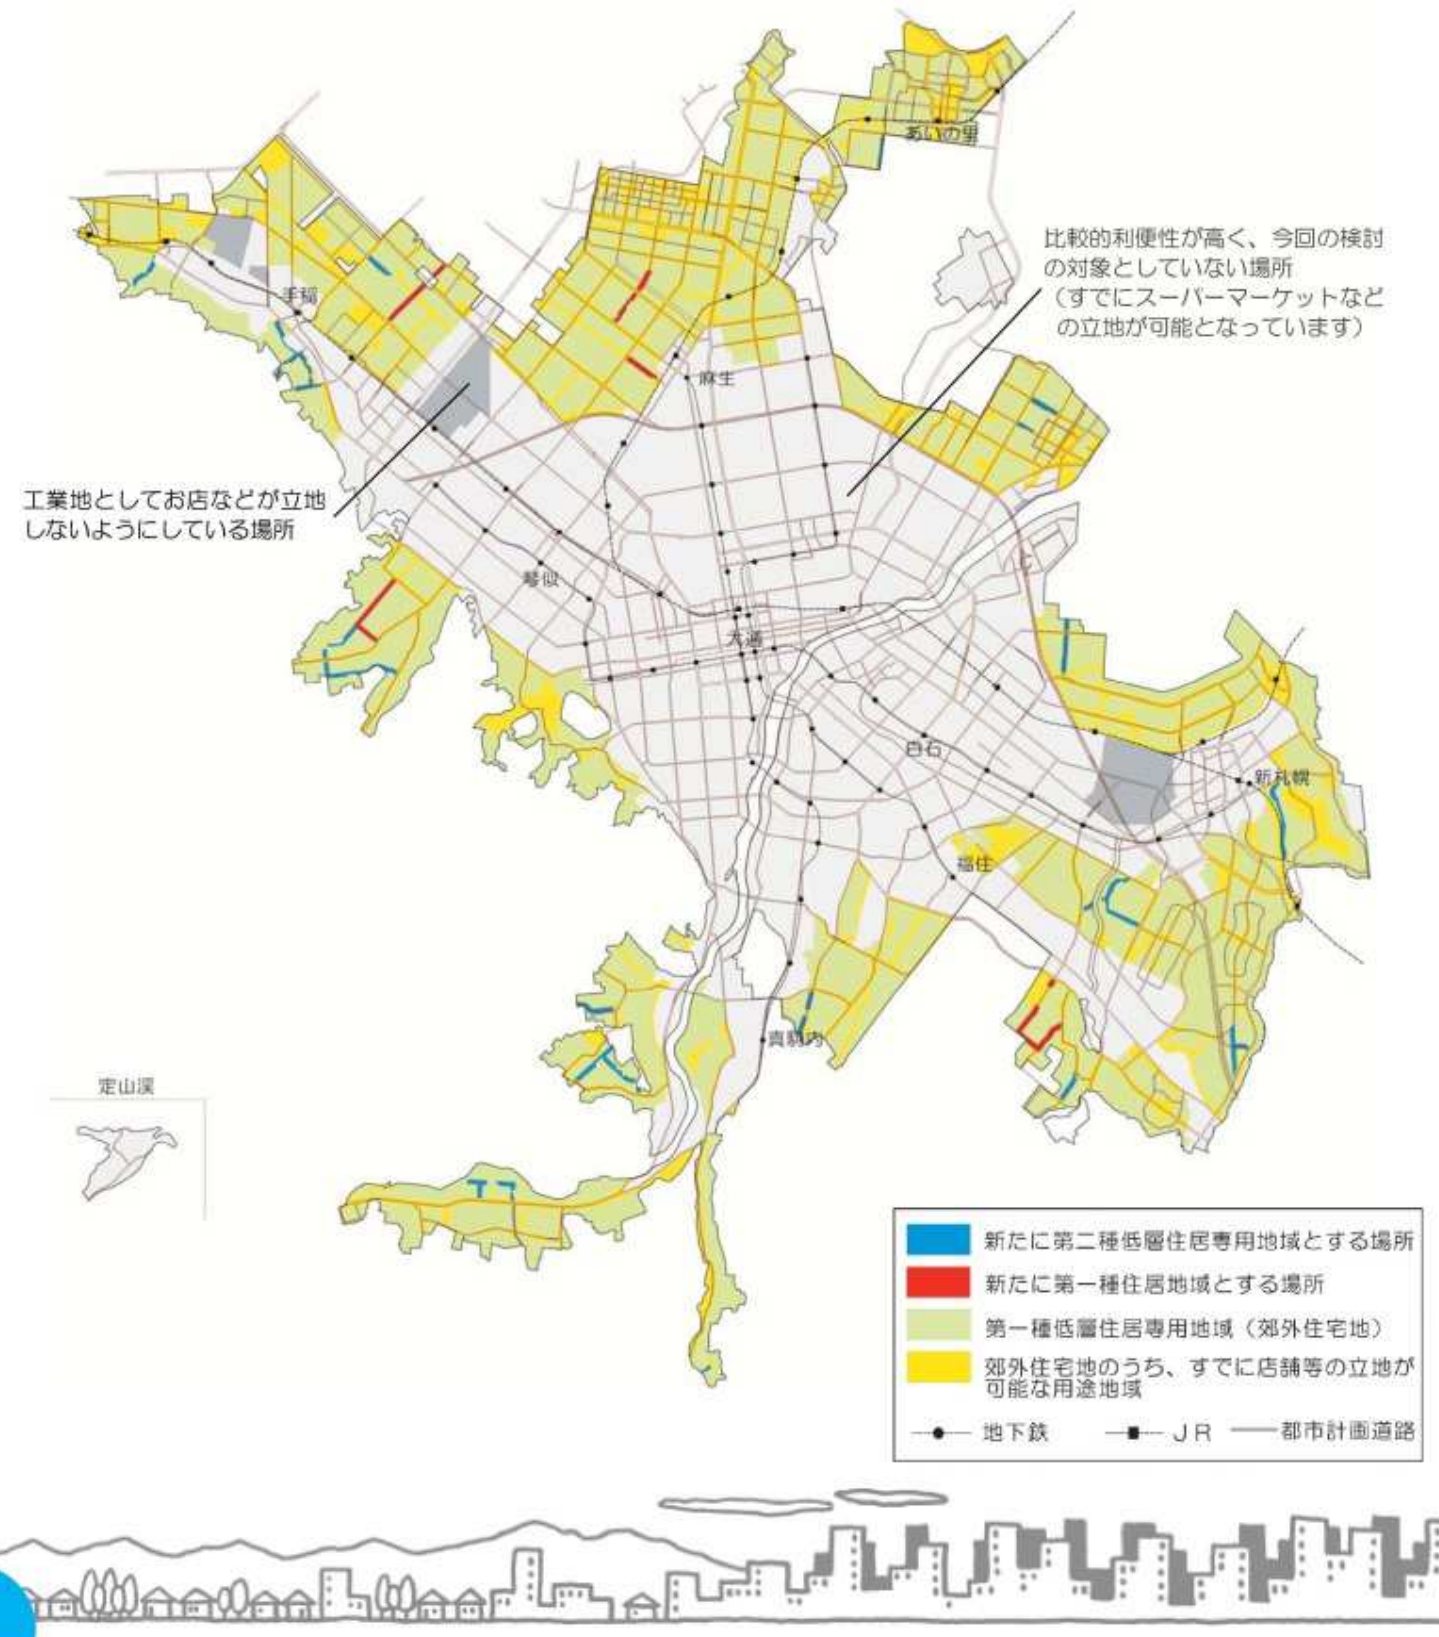 あいの里
比較的利便性が高く、今回の検討
の対象としていない場所
（すでにスーパーマーケットなど
の立地が可能となっています）
手稲
麻生
工業地としてお店などが立地
しないようにしている場所
琴似
大通
白石
新札幌
福住
真駒内
定山渓
新たに第二種低層住居専用地域とする場所
新たに第一種住居地域とする場所
第一種低層住居専用地域（郊外住宅地）
郊外住宅地のうち、すでに店舗等の立地が
可能な用途地域
地下鉄 ＪＲ 都市計画道路